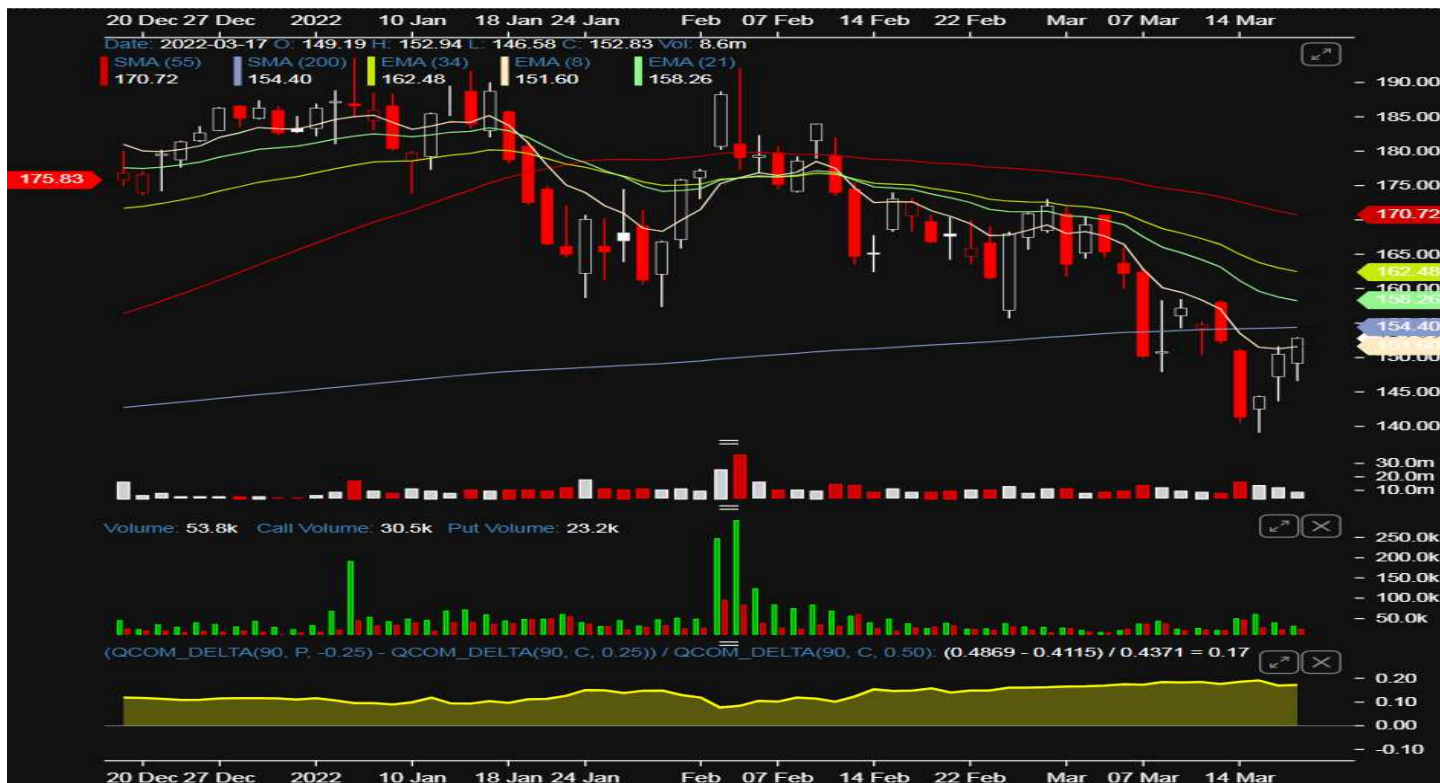 20 Dec 27 Dec 2022 10 Jan 18 Jan 24 Jan Feb 07 Feb 14 Feb 22 Feb Mar 07 Mar 14 Mar
Date: 2022-03-17 O: 149.19 H: 152.94 L: 146.58 C: 152.83 Vol: 8.6m
SMA (55) SMA (200) EMA (34) EMA (8) EMA (21)
170.72 154.40 162.48 151.60 158.26
190.00
185.00
180.00
175.83
175.00
170.72
165.00
162.48
160.00
158.26
154.40
151.60
150.00
145.00
140.00
30.0m
20.0m
10.0m
Volume: 53.8k Call Volume: 30.5k Put Volume: 23.2k
250.0k
200.0k
150.0k
100.0k
50.0k
(QCOM_DELTA(90, P, -0.25) - QCOM_DELTA(90, C, 0.25)) / QCOM_DELTA(90, C, 0.50): (0.4869 - 0.4115) / 0.4371 = 0.17
0.20
0.10
0.00
-0.10
20 Dec 27 Dec 2022 10 Jan 18 Jan 24 Jan Feb 07 Feb 14 Feb 22 Feb Mar 07 Mar 14 Mar